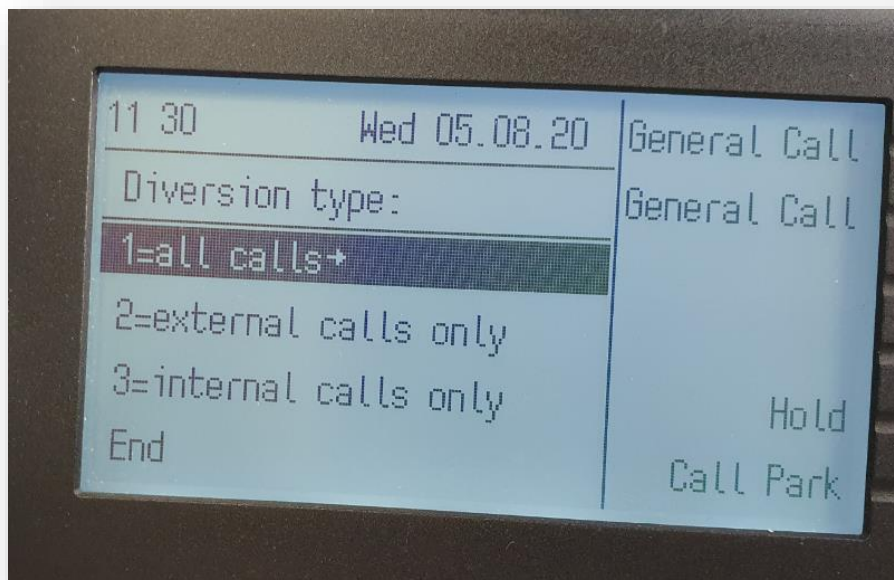 11 30 Wed 05.08.20
Diversion type:
1=all calls→
2=external calls only
3=internal calls only
End
General Call
General Call
Hold
Call Park